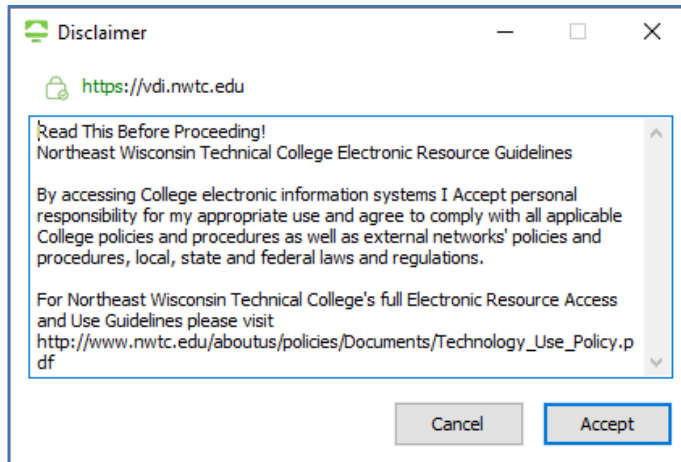 Disclaimer
https://vdi.nwtc.edu
Read This Before Proceeding!
Northeast Wisconsin Technical College Electronic Resource Guidelines
By accessing College electronic information systems I Accept personal
responsibility for my appropriate use and agree to comply with all applicable
College policies and procedures as well as external networks' policies and
procedures, local, state and federal laws and regulations.
For Northeast Wisconsin Technical College's full Electronic Resource Access
and Use Guidelines please visit
http://www.nwtc.edu/aboutus/policies/Documents/Technology_Use_Policy.p
df
Cancel
Accept